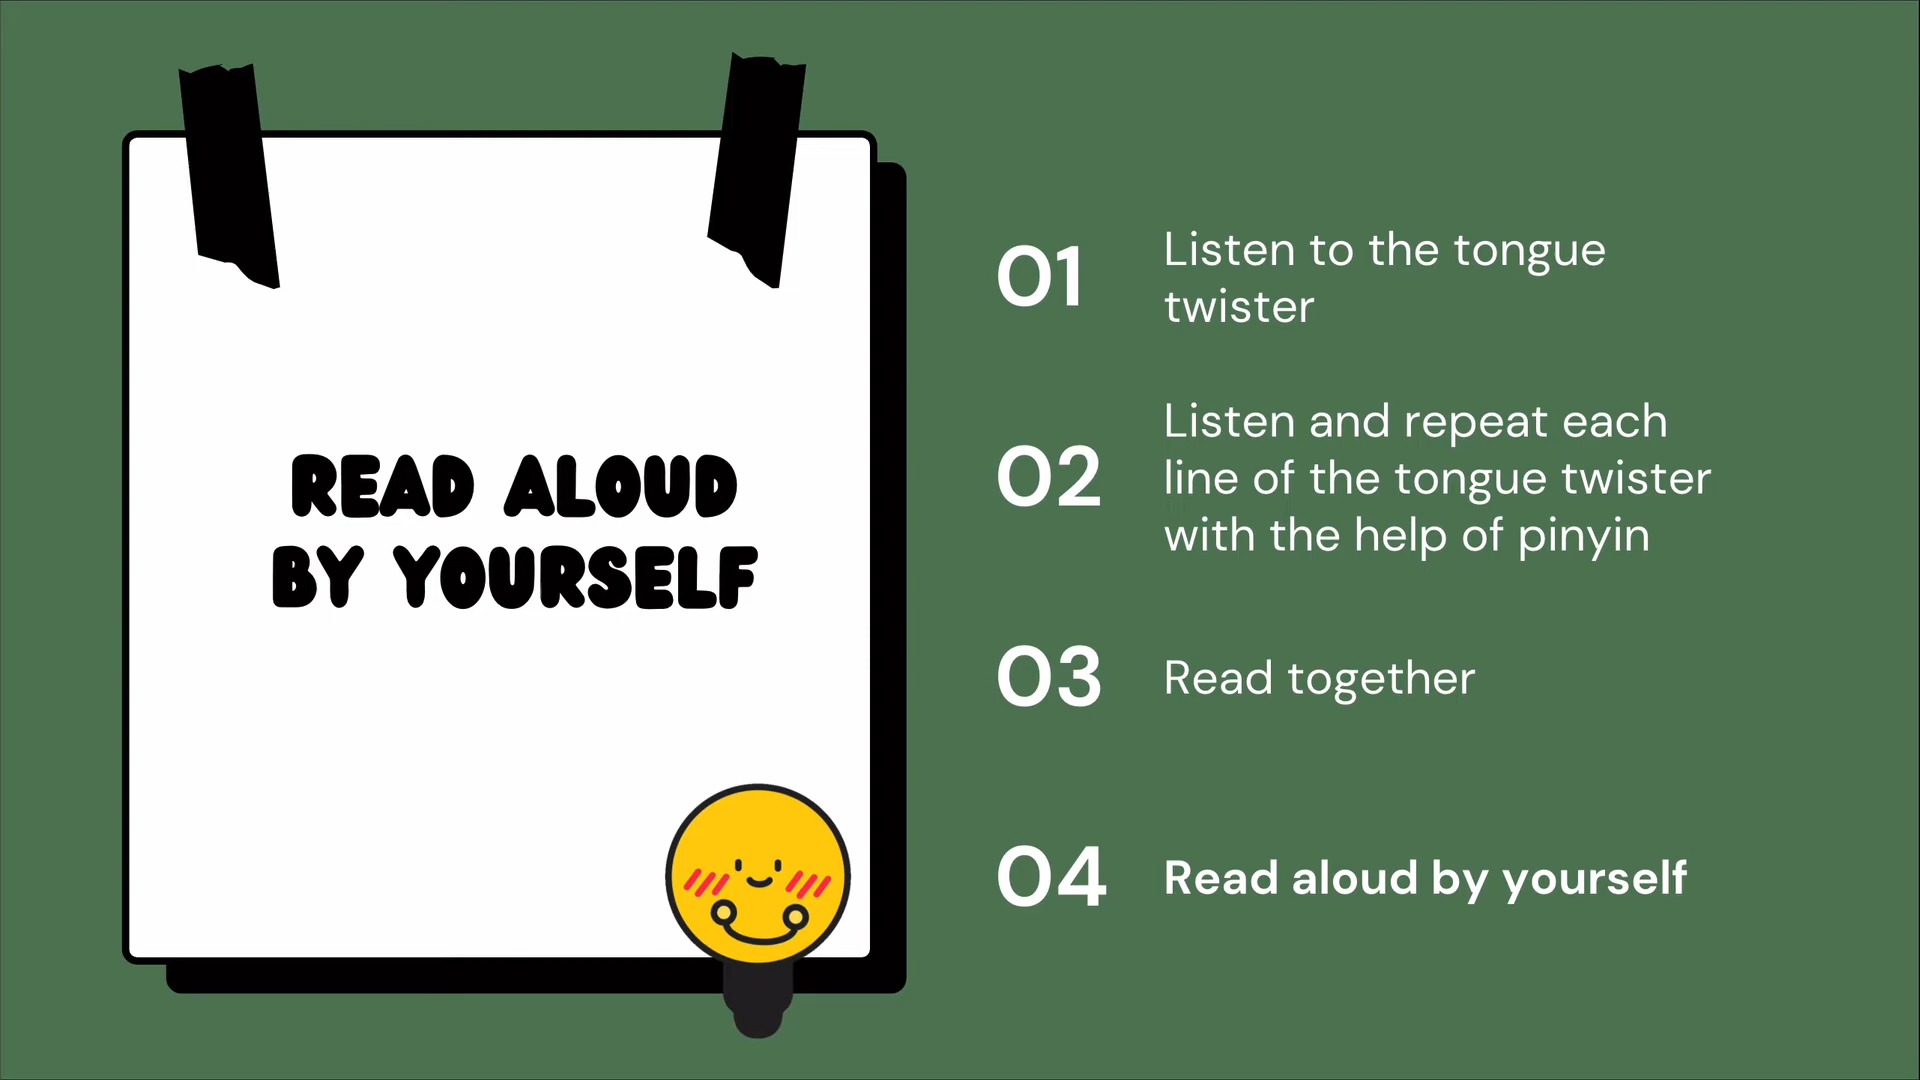 READ ALOUD
BY YOURSELF
01
Listen to the tongue
twister
02
Listen and repeat each
line of the tongue twister
with the help of pinyin
03
Read together
04
Read aloud by yourself